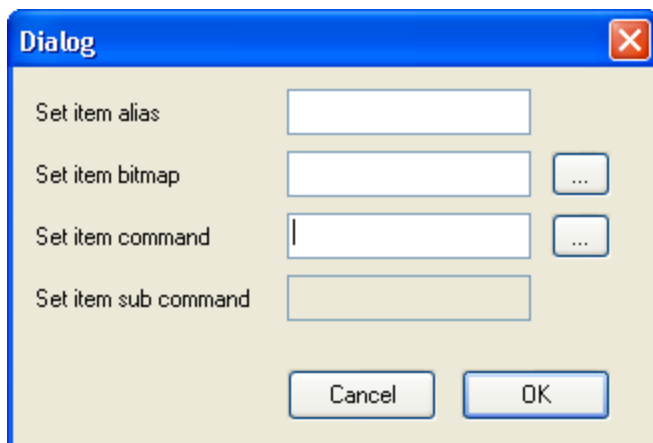 Dialog
Set item alias
Set item bitmap ...
Set item command ...
Set item sub command
Cancel OK